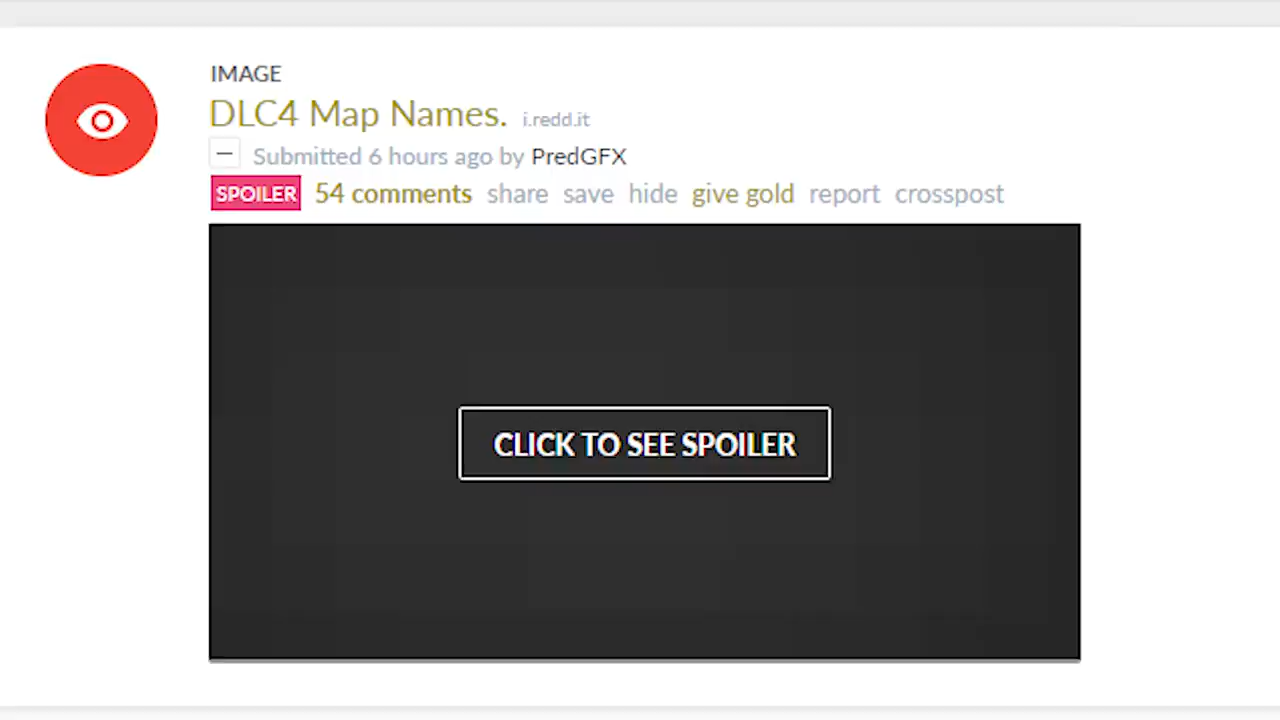 IMAGE
DLC4 Map Names. i.redd.it
Submitted 6 hours ago by PredGFX
SPOILER 54 comments share save hide give gold report crosspost
CLICK TO SEE SPOILER